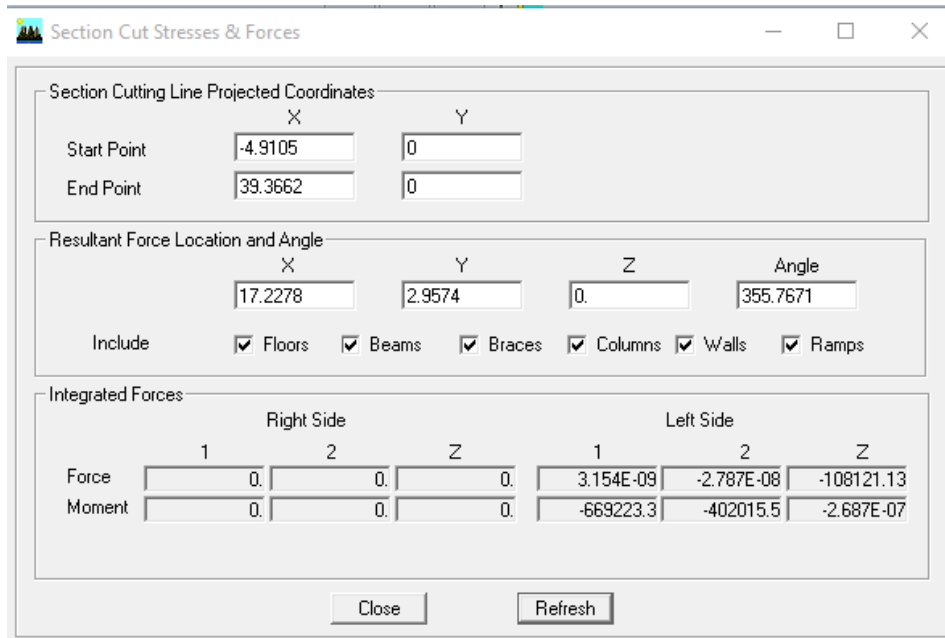 Section Cut Stresses & Forces
Section Cutting Line Projected Coordinates
X Y
Start Point -4.9105 0
End Point 39.3662 0
Resultant Force Location and Angle
X Y Z Angle
17.2278 2.9574 0. 355.7671
Include Floors Beams Braces Columns Walls Ramps
Integrated Forces
Right Side Left Side
1 2 Z 1 2 Z
Force 0. 0. 0. 3.154E-09 -2.787E-08 -108121.13
Moment 0. 0. 0. -669223.3 -402015.5 -2.687E-07
Close Refresh